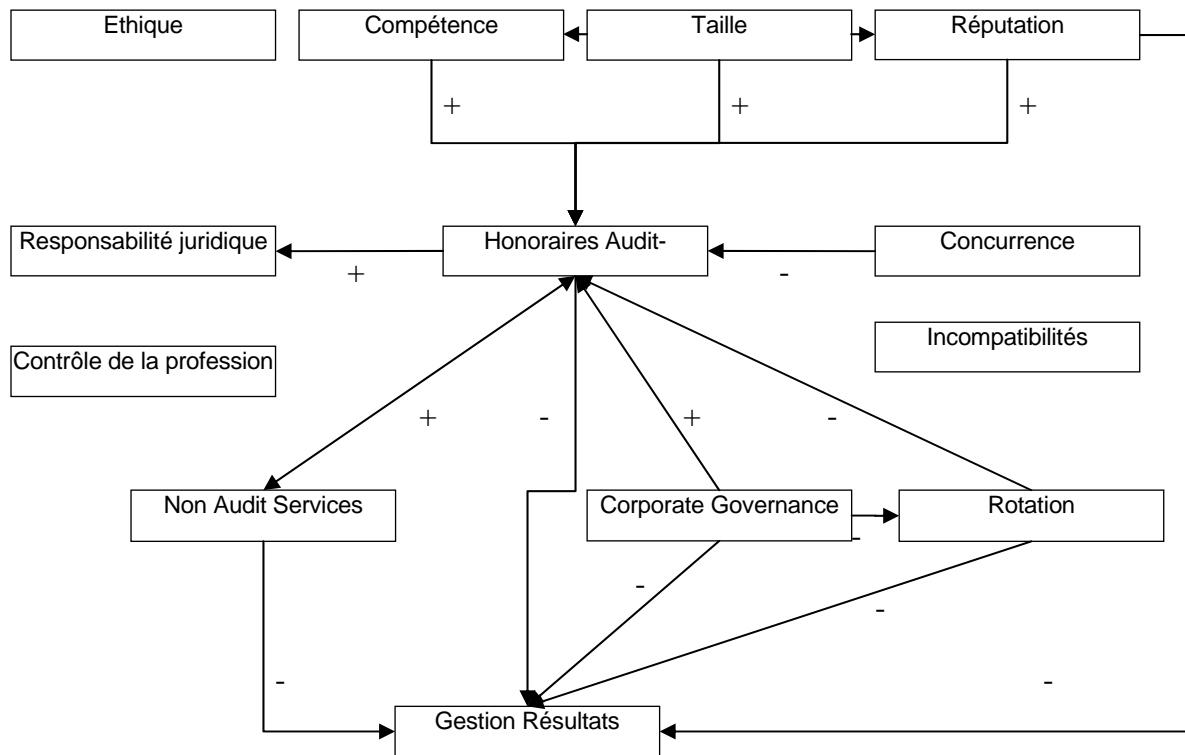 Ethique
Compétence
Taille
Réputation
+
+
+
Responsabilité juridique
Honoraires Audit-
Concurrence
+
-
Incompatibilités
Contrôle de la profession
+
-
+
-
Non Audit Services
Corporate Governance
Rotation
-
-
-
-
-
Gestion Résultats